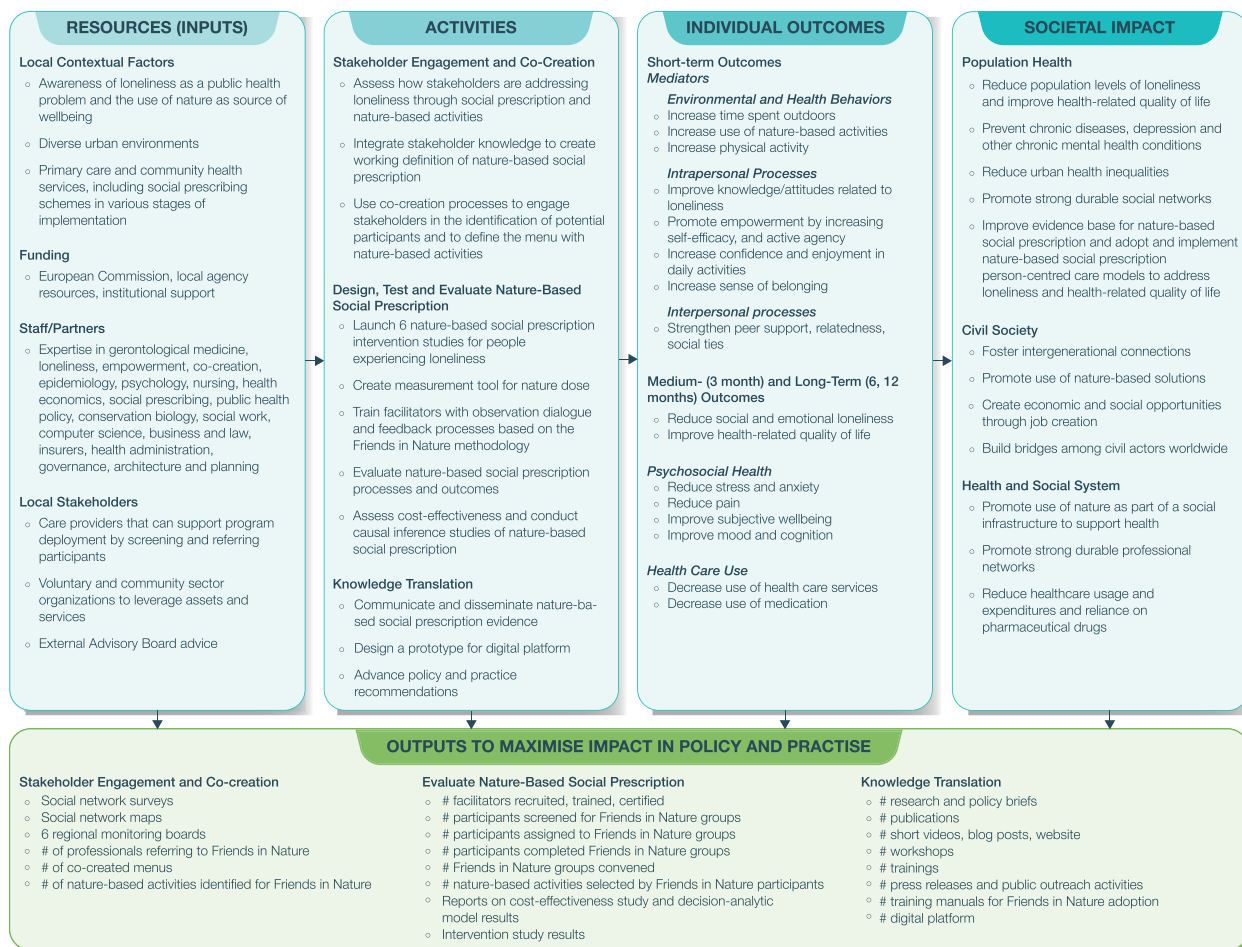 RESOURCES (INPUTS)
Local Contextual Factors
Awareness of loneliness as a public health
problem and the use of nature as source of
wellbeing
Diverse urban environments
Primary care and community health
services, including social prescribing
schemes in various stages of
implementation
Funding
European Commission, local agency
resources, institutional support
Staff/Partners
Expertise in gerontological medicine,
loneliness, empowerment, co-creation,
epidemiology, psychology, nursing, health
economics, social prescribing, public health
policy, conservation biology, social work,
computer science, business and law,
insurers, health administration,
governance, architecture and planning
Local Stakeholders
Care providers that can support program
deployment by screening and referring
participants
Voluntary and community sector
organizations to leverage assets and
services
External Advisory Board advice
ACTIVITIES
Stakeholder Engagement and Co-Creation
Assess how stakeholders are addressing
loneliness through social prescription and
nature-based activities
Integrate stakeholder knowledge to create
working definition of nature-based social
prescription
Use co-creation processes to engage
stakeholders in the identification of potential
participants and to define the menu with
nature-based activities
Design, Test and Evaluate Nature-Based
Social Prescription
Launch 6 nature-based social prescription
intervention studies for people
experiencing loneliness
Create measurement tool for nature dose
Train facilitators with observation dialogue
and feedback processes based on the
Friends in Nature methodology
Evaluate nature-based social prescription
processes and outcomes
Assess cost-effectiveness and conduct
causal inference studies of nature-based
social prescription
Knowledge Translation
Communicate and disseminate nature-ba-
sed social prescription evidence
Design a prototype for digital platform
Advance policy and practice
recommendations
INDIVIDUAL OUTCOMES
Short-term Outcomes
Mediators
Environmental and Health Behaviors
Increase time spent outdoors
Increase use of nature-based activities
Increase physical activity
Intrapersonal Processes
Improve knowledge/attitudes related to
loneliness
Promote empowerment by increasing
self-efficacy, and active agency
Increase confidence and enjoyment in
daily activities
Increase sense of belonging
Interpersonal processes
Strengthen peer support, relatedness,
social ties
Medium- (3 month) and Long-Term (6, 12
months) Outcomes
Reduce social and emotional loneliness
Improve health-related quality of life
Psychosocial Health
Reduce stress and anxiety
Reduce pain
Improve subjective wellbeing
Improve mood and cognition
Health Care Use
Decrease use of health care services
Decrease use of medication
SOCIETAL IMPACT
Population Health
Reduce population levels of loneliness
and improve health-related quality of life
Prevent chronic diseases, depression and
other chronic mental health conditions
Reduce urban health inequalities
Promote strong durable social networks
Improve evidence base for nature-based
social prescription and adopt and implement
nature-based social prescription
person-centred care models to address
loneliness and health-related quality of life
Civil Society
Foster intergenerational connections
Promote use of nature-based solutions
Create economic and social opportunities
through job creation
Build bridges among civil actors worldwide
Health and Social System
Promote use of nature as part of a social
infrastructure to support health
Promote strong durable professional
networks
Reduce healthcare usage and
expenditures and reliance on
pharmaceutical drugs
OUTPUTS TO MAXIMISE IMPACT IN POLICY AND PRACTISE
Stakeholder Engagement and Co-creation
Social network surveys
Social network maps
6 regional monitoring boards
# of professionals referring to Friends in Nature
# of co-created menus
# of nature-based activities identified for Friends in Nature
Evaluate Nature-Based Social Prescription
# facilitators recruited, trained, certified
# participants screened for Friends in Nature groups
# participants assigned to Friends in Nature groups
# participants completed Friends in Nature groups
# Friends in Nature groups convened
# nature-based activities selected by Friends in Nature participants
Reports on cost-effectiveness study and decision-analytic
model results
Intervention study results
Knowledge Translation
# research and policy briefs
# publications
# short videos, blog posts, website
# workshops
# trainings
# press releases and public outreach activities
# training manuals for Friends in Nature adoption
# digital platform